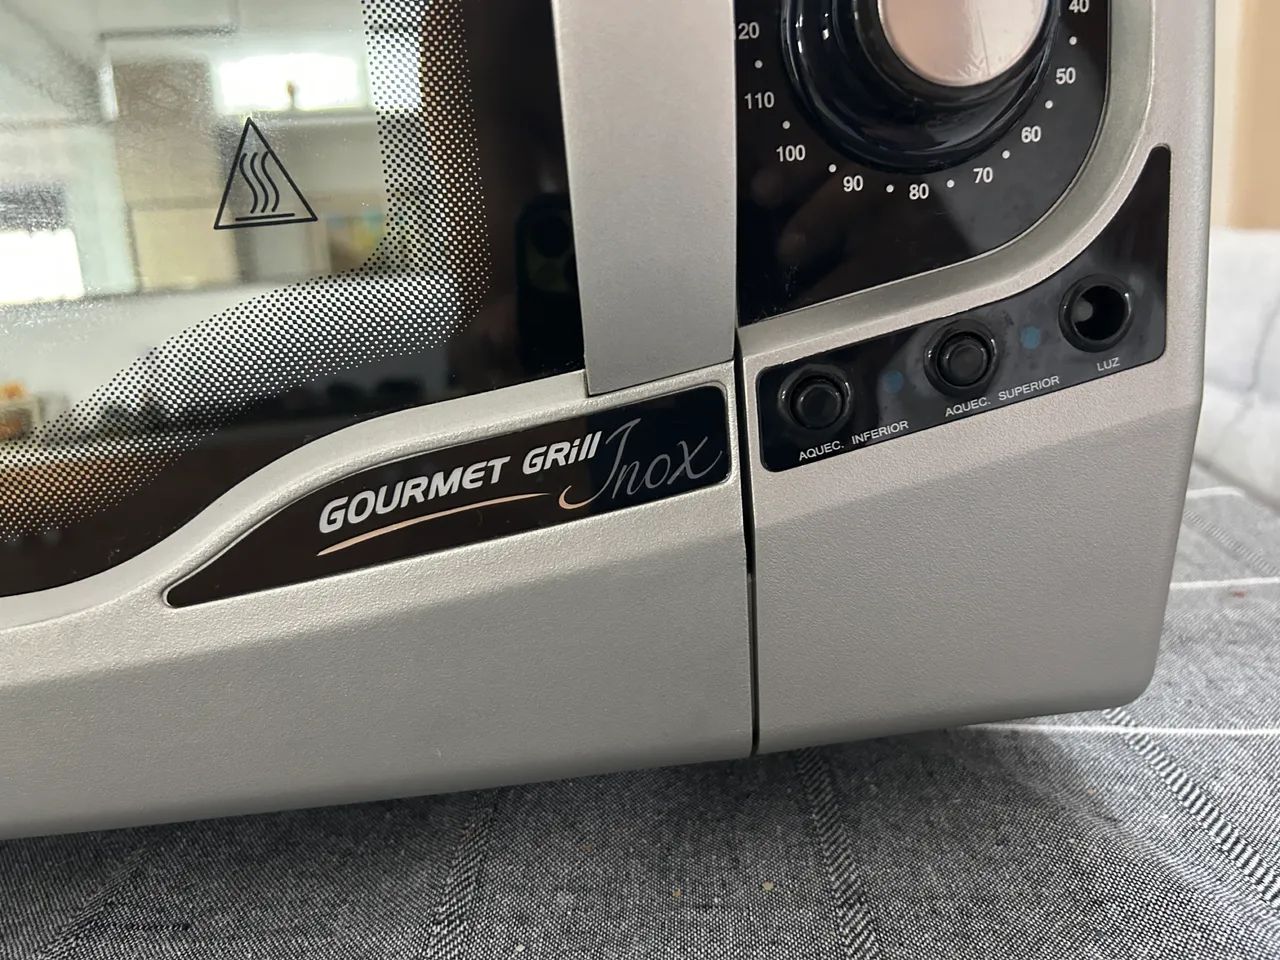 40
20
50
110
60
100
70
90
80
GOURMET GRill Inox
LUZ
AQUEC. SUPERIOR
AQUEC. INFERIOR